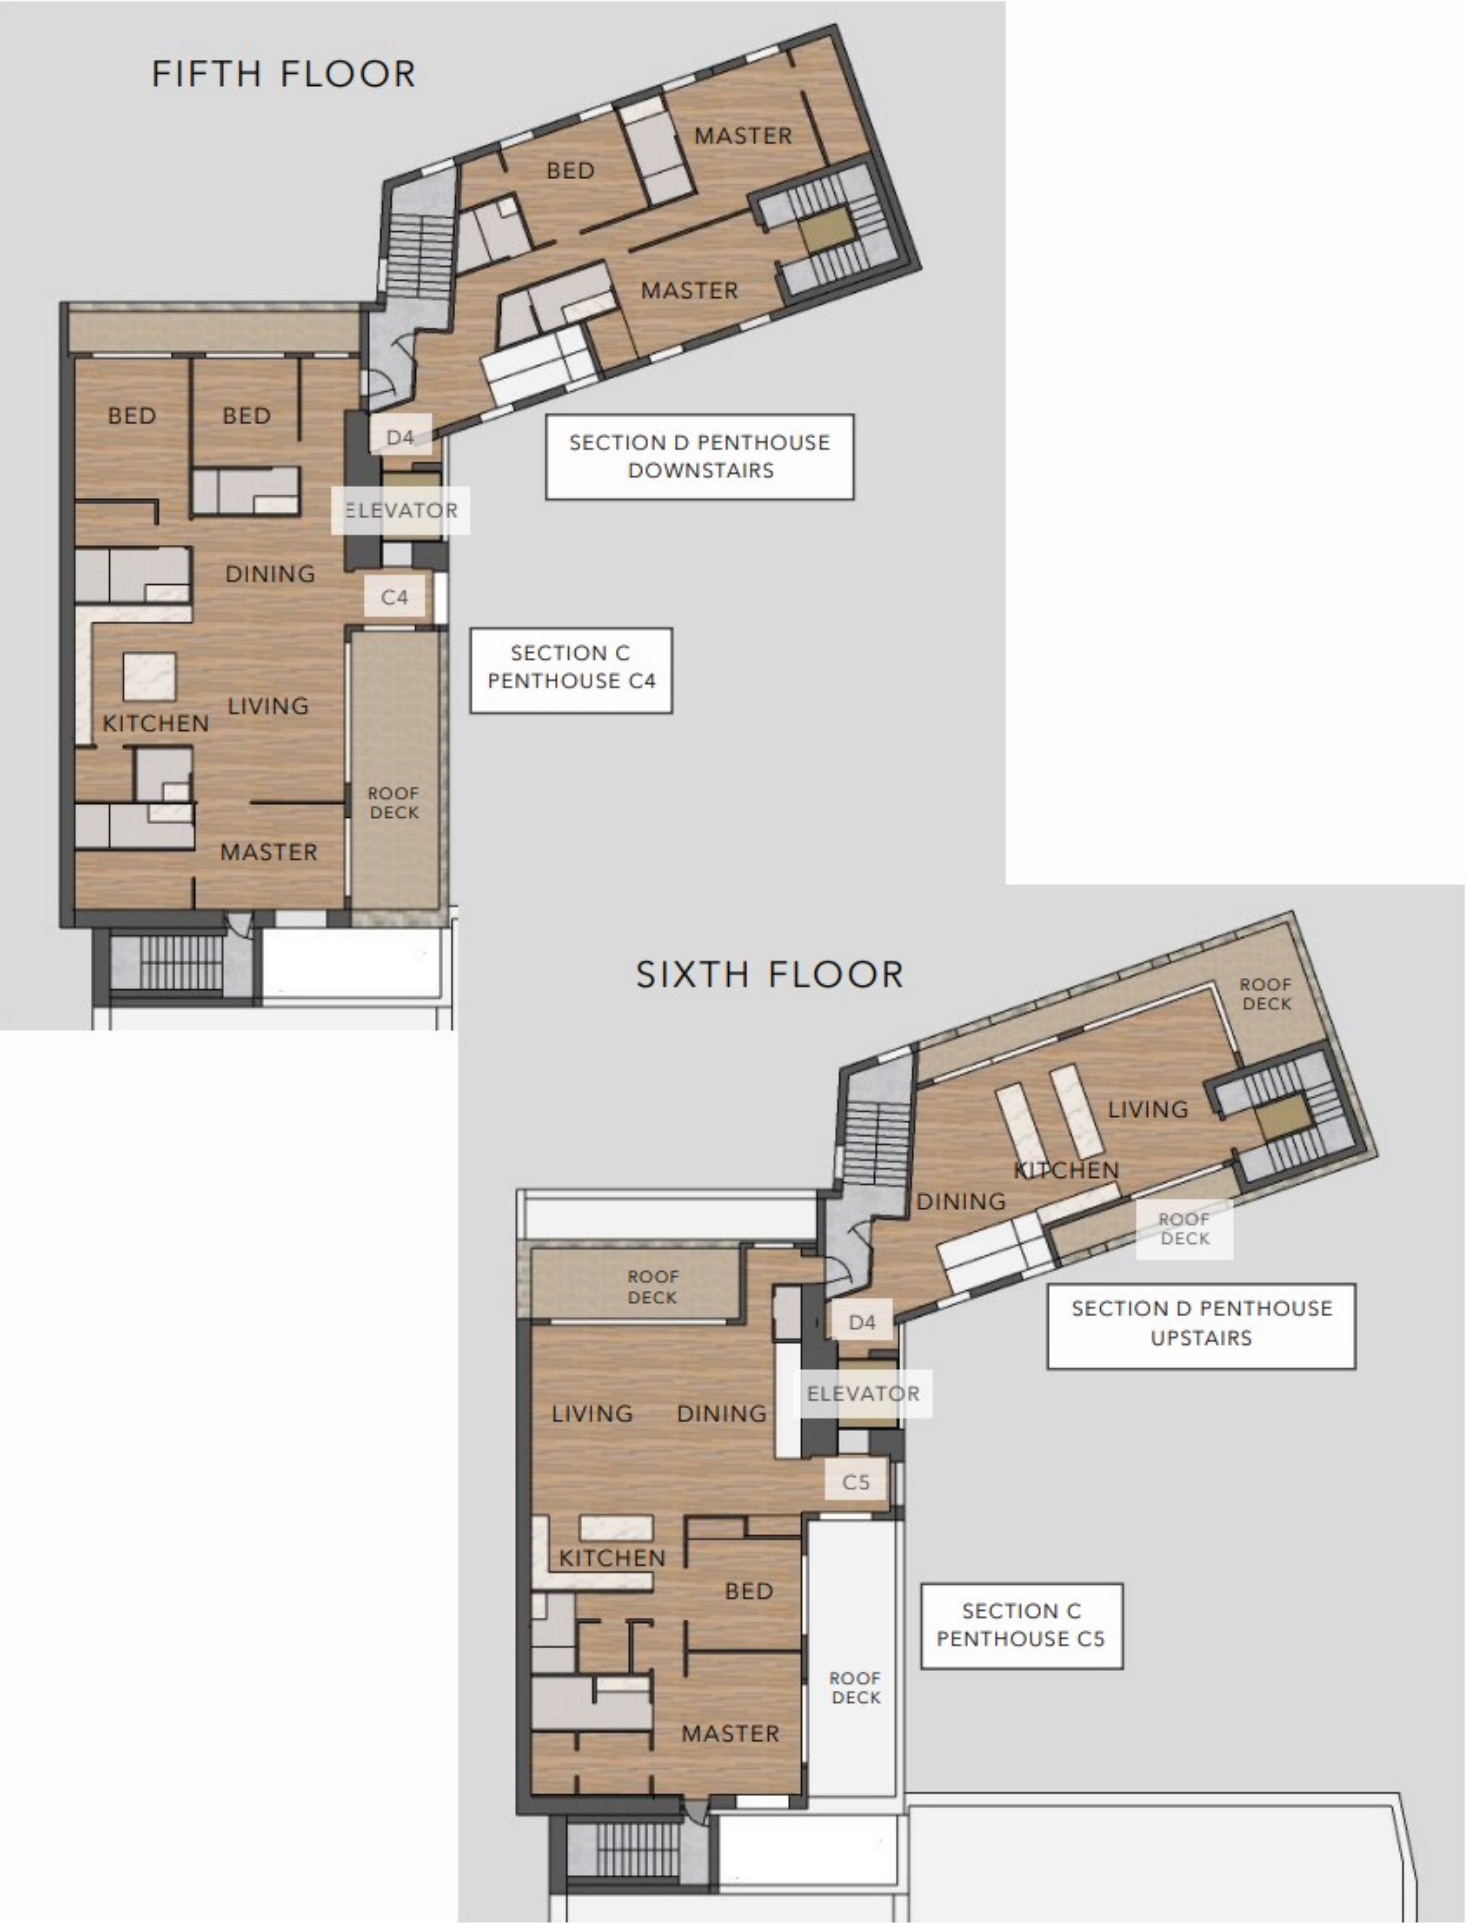 FIFTH FLOOR
MASTER
BED
MASTER
BED
BED
D4
SECTION D PENTHOUSE
DOWNSTAIRS
ELEVATOR
DINING
C4
SECTION C
PENTHOUSE C4
LIVING
KITCHEN
ROOF
DECK
MASTER
SIXTH FLOOR
ROOF
DECK
LIVING
KITCHEN
DINING
ROOF
DECK
ROOF
DECK
SECTION D PENTHOUSE
UPSTAIRS
D4
ELEVATOR
LIVING
DINING
C5
KITCHEN
BED
SECTION C
PENTHOUSE C5
ROOF
DECK
MASTER